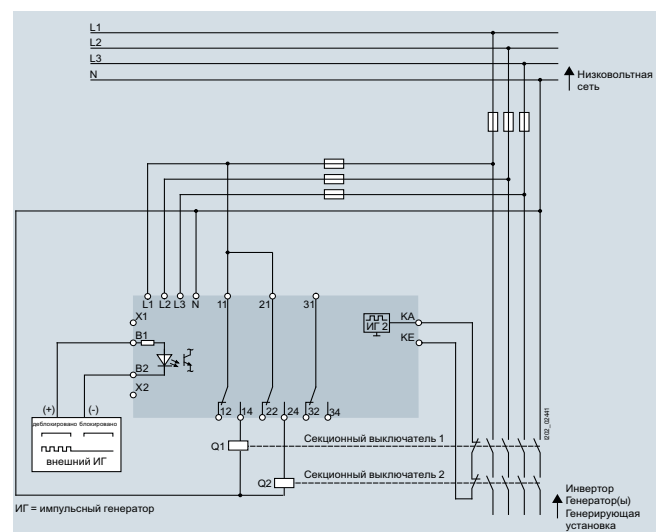 L1
L2
L3
N
Низковольтная
сеть
L1 L2 L3 N 11 21 31
X1
B1
B2
X2
ИГ 2
KA
KE
12 14 22 24 32 34
(+) (-)
деблокировано блокировано
внешний ИГ
Q1
Секционный выключатель 1
I202_02441
Q2
Секционный выключатель 2
ИГ = импульсный генератор
Инвертор
Генератор(ы)
Генерирующая
установка